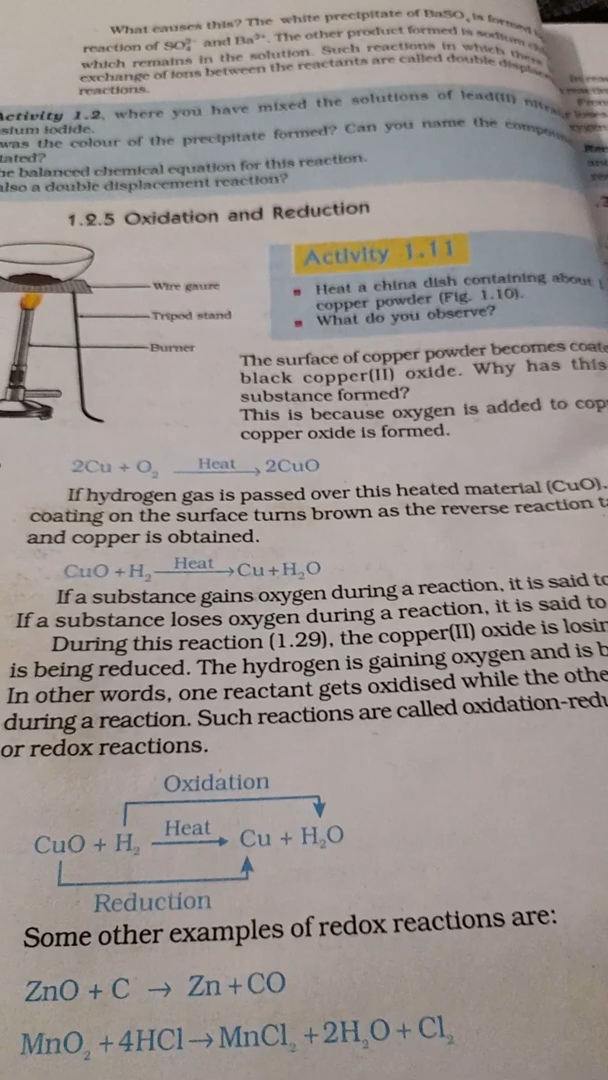 What causes this? The white precipitate of BaSO₄ is formed
reaction of SO₄²⁻ and Ba²⁺. The other product formed is sodium
which remains in the solution. Such reactions in which there
exchange of ions between the reactants are called double displace
reactions.
Activity 1.2, where you have mixed the solutions of lead(II) nitrat
ssium iodide.
was the colour of the precipitate formed? Can you name the compound
tated?
he balanced chemical equation for this reaction.
also a double displacement reaction?
1.2.5 Oxidation and Reduction
Activity 1.11
Heat a china dish containing about 1
copper powder (Fig. 1.10).
What do you observe?
Wire gauze
Tripod stand
Burner
The surface of copper powder becomes coate
black copper(II) oxide. Why has this
substance formed?
This is because oxygen is added to cop
copper oxide is formed.
2Cu + O₂ Heat → 2CuO
If hydrogen gas is passed over this heated material (CuO),
coating on the surface turns brown as the reverse reaction ta
and copper is obtained.
CuO + H₂ Heat → Cu + H₂O
If a substance gains oxygen during a reaction, it is said to
If a substance loses oxygen during a reaction, it is said to
During this reaction (1.29), the copper(II) oxide is losin
is being reduced. The hydrogen is gaining oxygen and is b
In other words, one reactant gets oxidised while the othe
during a reaction. Such reactions are called oxidation-redu
or redox reactions.
Oxidation
CuO + H₂ Heat → Cu + H₂O
Reduction
Some other examples of redox reactions are:
ZnO + C → Zn + CO
MnO₂ + 4HCl → MnCl₂ + 2H₂O + Cl₂